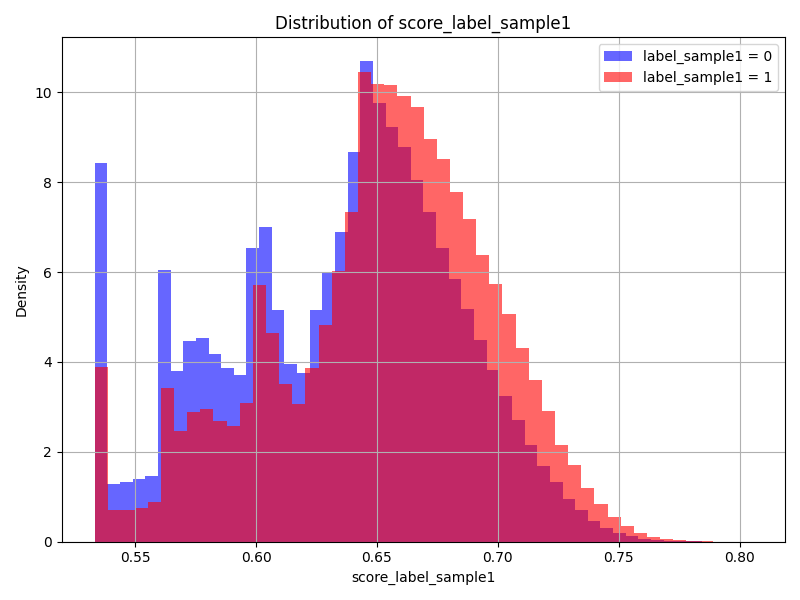 Distribution of score_label_sample1
label_sample1 = 0
label_sample1 = 1
Density
10
8
6
4
2
0
0.55 0.60 0.65 0.70 0.75 0.80
score_label_sample1